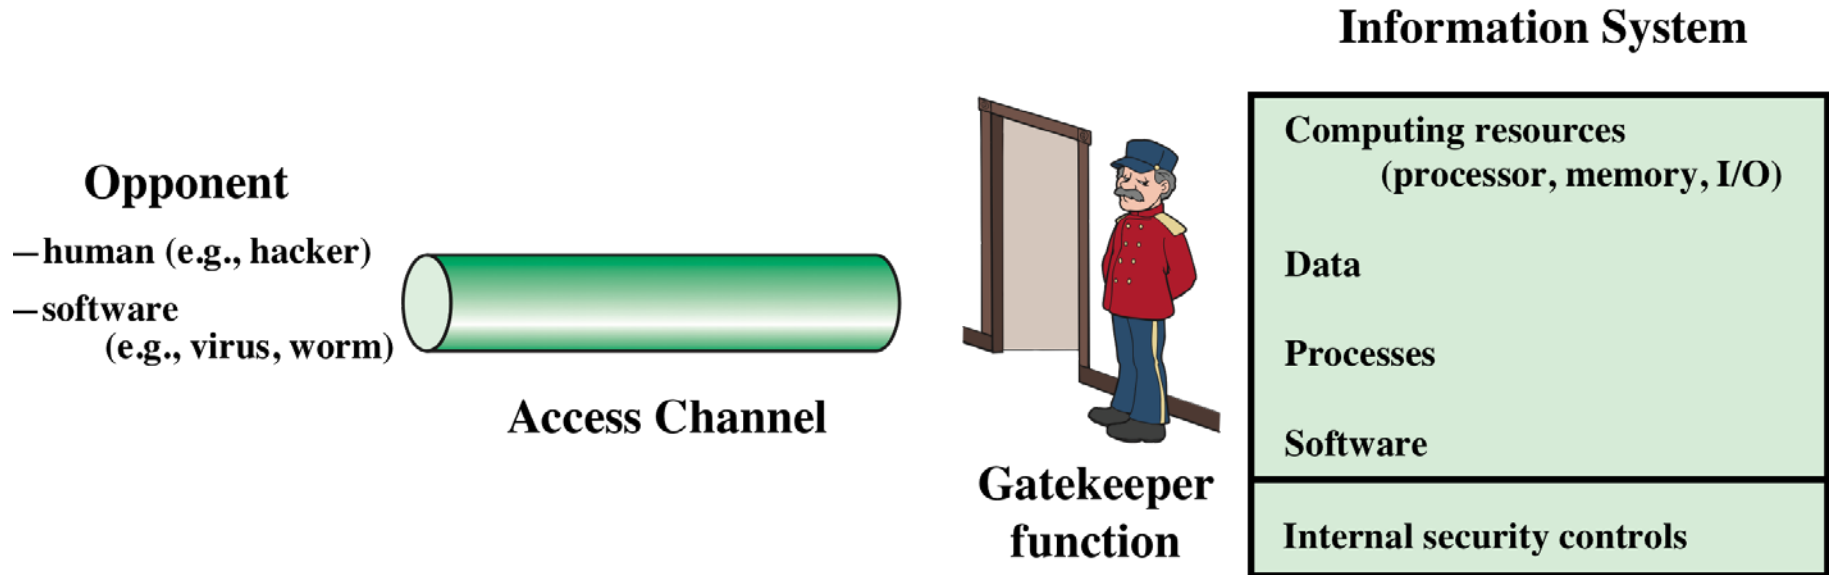 Information System
Opponent
–human (e.g., hacker)
–software
(e.g., virus, worm)
Access Channel
Gatekeeper
function
Computing resources
(processor, memory, I/O)
Data
Processes
Software
Internal security controls